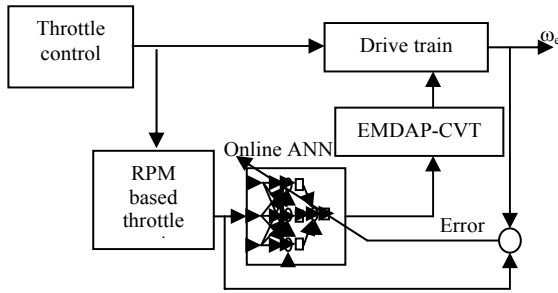 Throttle
control
Drive train
ωe
EMDAP-CVT
Online ANN
RPM
based
throttle
Error